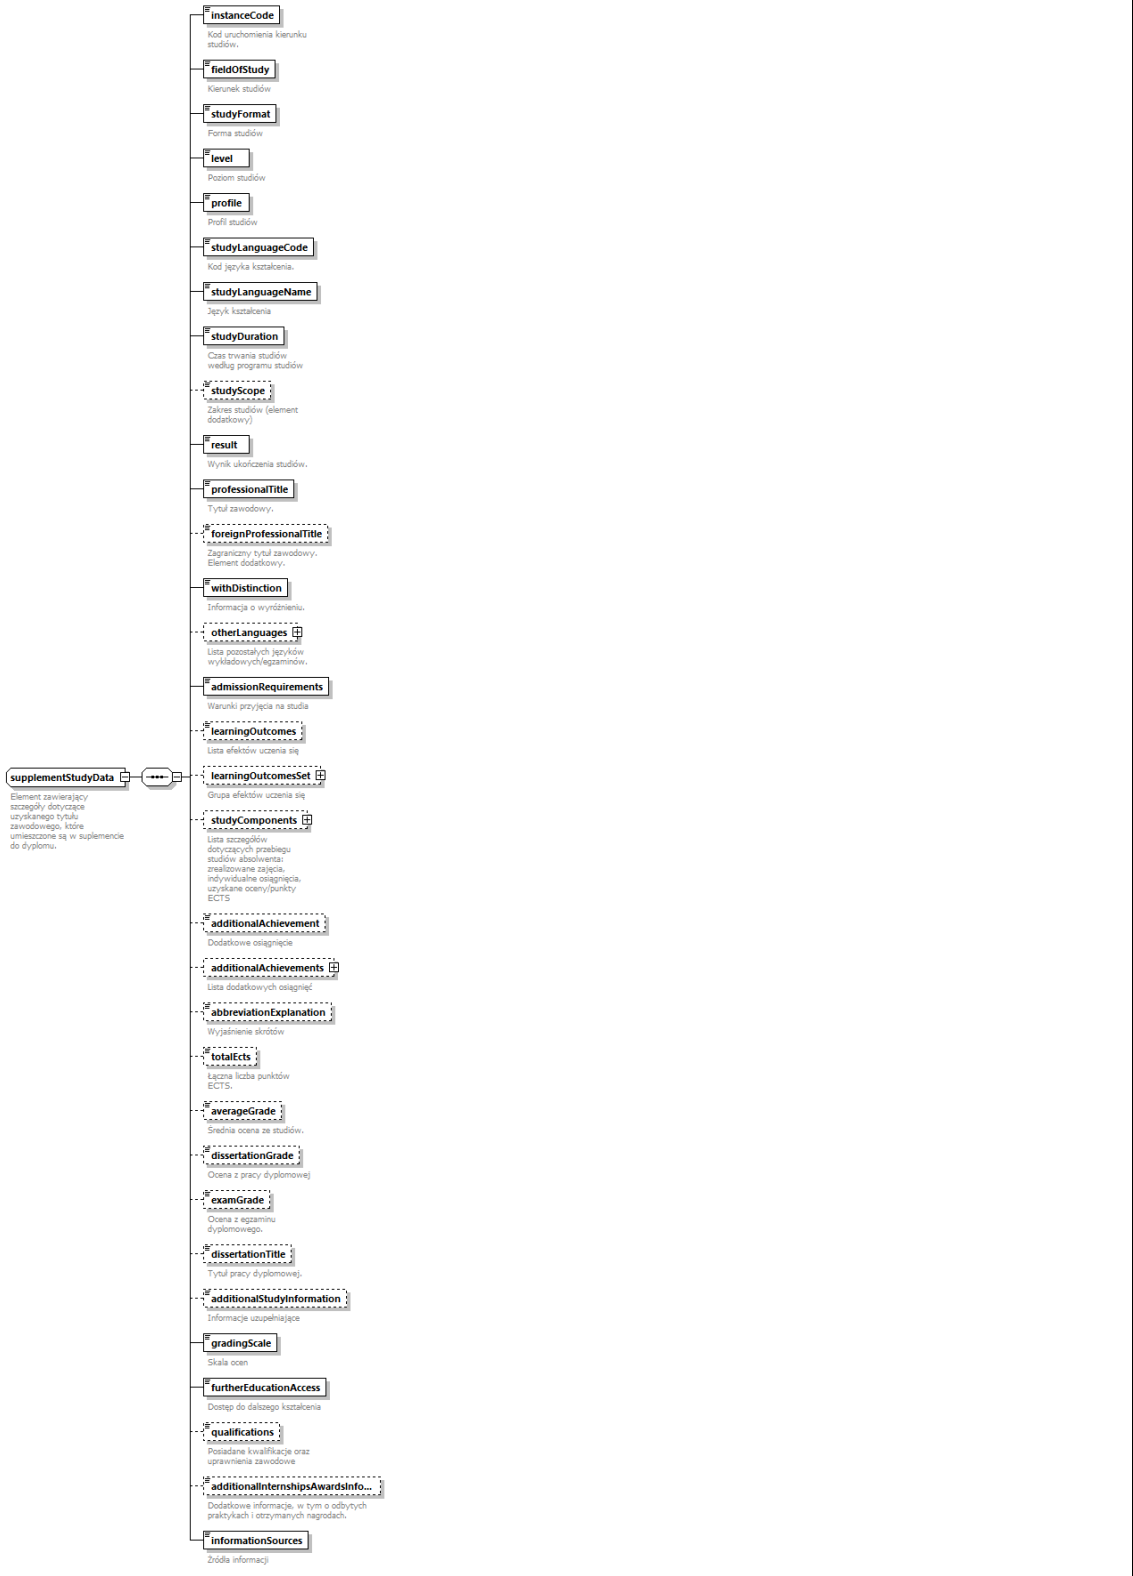 instanceCode
Kod uruchomienia kierunku
studiów.
fieldOfStudy
Kierunek studiów
studyFormat
Forma studiów
level
Poziom studiów
profile
Profil studiów
studyLanguageCode
Kod języka kształcenia.
studyLanguageName
Język kształcenia
studyDuration
Czas trwania studiów
według programu studiów
studyScope
Zakres studiów (element
dodatkowy)
result
Wynik ukończenia studiów.
professionalTitle
Tytuł zawodowy.
foreignProfessionalTitle
Zagraniczny tytuł zawodowy.
Element dodatkowy.
withDistinction
Informacja o wyróżnieniu.
otherLanguages
Lista pozostałych języków
wykładowych/egzaminów.
admissionRequirements
Warunki przyjęcia na studia
learningOutcomes
Lista efektów uczenia się
supplementStudyData
Element zawierający
szczegóły dotyczące
uzyskanego tytułu
zawodowego, które
umieszczone są w suplemencie
do dyplomu.
learningOutcomesSet
Grupa efektów uczenia się
studyComponents
Lista szczegółów
dotyczących przebiegu
studiów absolwenta:
zrealizowane zajęcia,
indywidualne osiągnięcia,
uzyskane oceny/punkty
ECTS
additionalAchievement
Dodatkowe osiągnięcie
additionalAchievements
Lista dodatkowych osiągnięć
abbreviationExplanation
Wyjaśnienie skrótów
totalEcts
Łączna liczba punktów
ECTS.
averageGrade
Średnia ocena ze studiów.
dissertationGrade
Ocena z pracy dyplomowej
examGrade
Ocena z egzaminu
dyplomowego.
dissertationTitle
Tytuł pracy dyplomowej.
additionalStudyInformation
Informacje uzupełniające
gradingScale
Skala ocen
furtherEducationAccess
Dostęp do dalszego kształcenia
qualifications
Posiadane kwalifikacje oraz
uprawnienia zawodowe
additionalInternshipsAwardsInfo...
Dodatkowe informacje, w tym o odbytych
praktykach i otrzymanych nagrodach.
informationSources
Źródła informacji